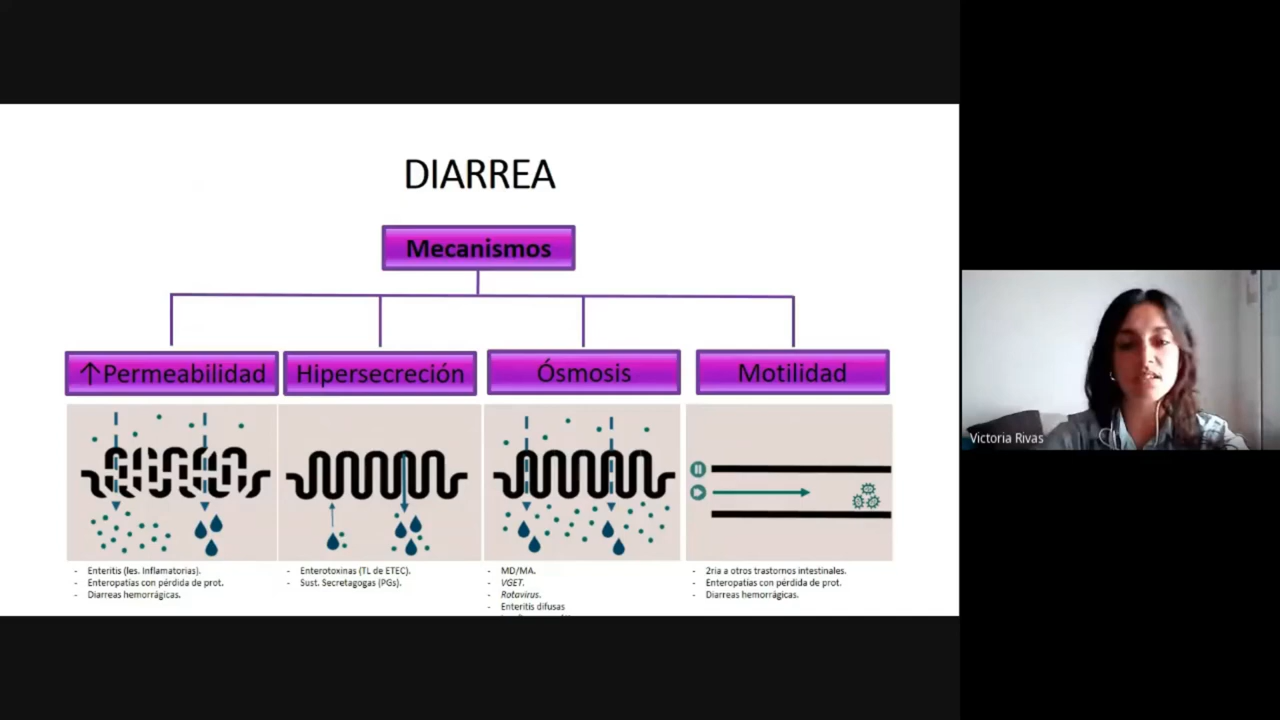 DIARREA
Mecanismos
↑Permeabilidad
Hipersecreción
Ósmosis
Motilidad
- Enteritis (les. Inflamatorias).
- Enteropatías con pérdida de prot.
- Diarreas hemorrágicas.
- Enterotoxinas (TL de ETEC).
- Sust. Secretagogas (PGs).
- MD/MA.
- VGET.
- Rotavirus.
- Enteritis difusas
- 2ria a otros trastornos intestinales.
- Enteropatías con pérdida de prot.
- Diarreas hemorrágicas.
Victoria Rivas